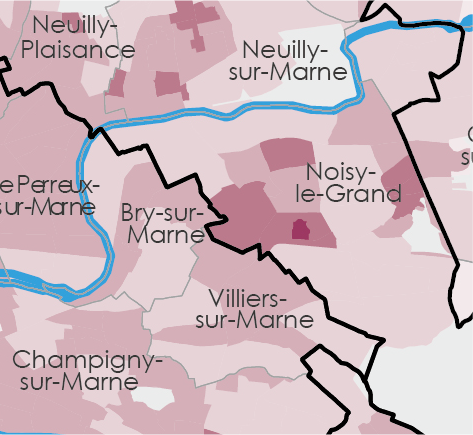 Neuilly-
Plaisance
Neuilly-
sur-Marne
Noisy-
le-Grand
e Perreux-
sur-Marne
Bry-sur-
Marne
Villiers-
sur-Marne
Champigny-
sur-Marne